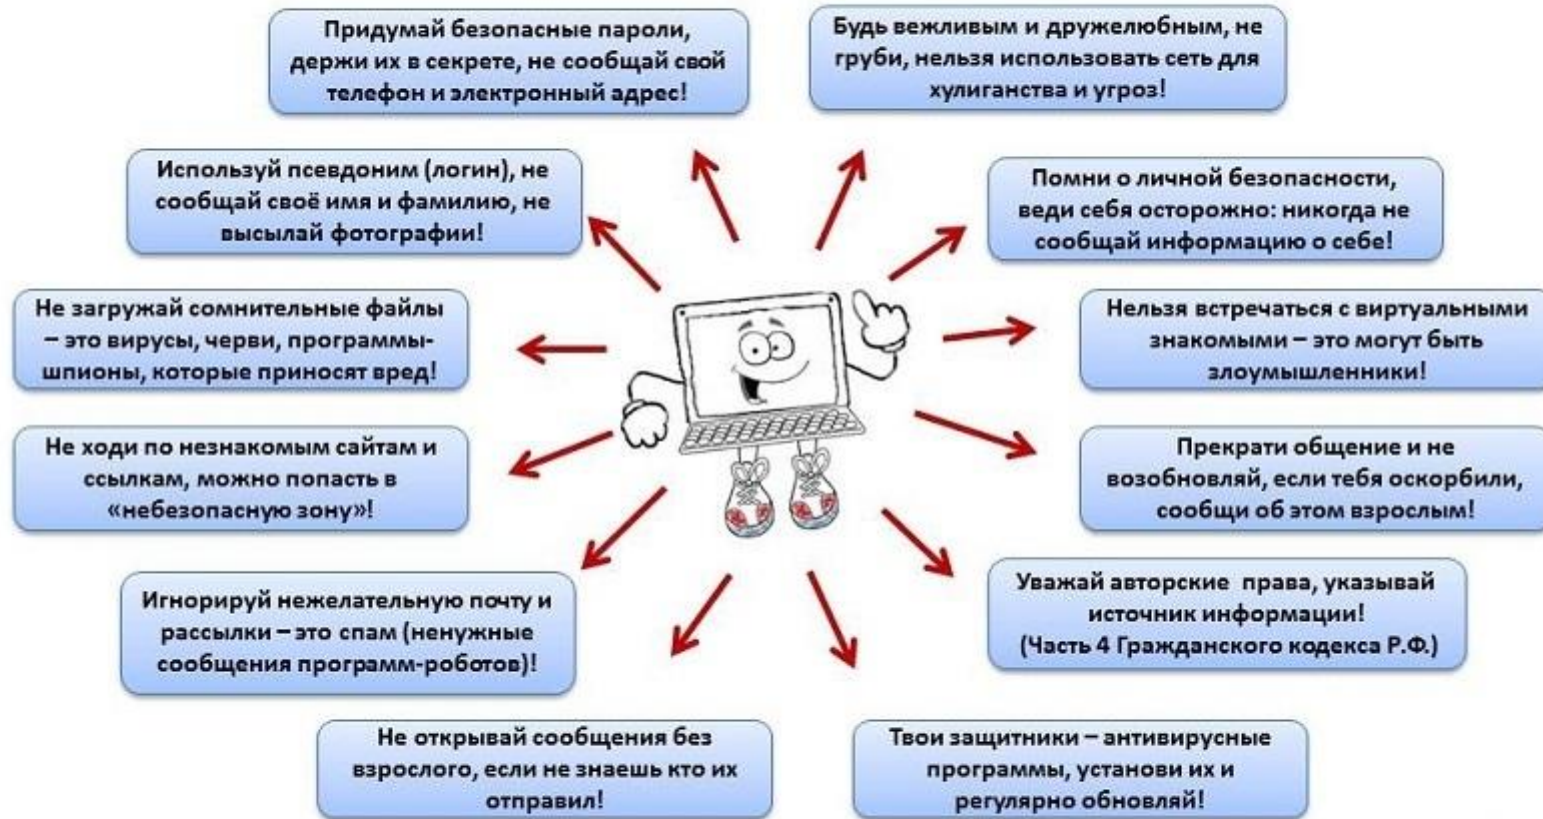 Придумай безопасные пароли,
держи их в секрете, не сообщай свой
телефон и электронный адрес!
Будь вежливым и дружелюбным, не
груби, нельзя использовать сеть для
хулиганства и угроз!
Используй псевдоним (логин), не
сообщай своё имя и фамилию, не
высылай фотографии!
Помни о личной безопасности,
веди себя осторожно: никогда не
сообщай информацию о себе!
Не загружай сомнительные файлы
– это вирусы, черви, программы-
шпионы, которые приносят вред!
Нельзя встречаться с виртуальными
знакомыми – это могут быть
злоумышленники!
Не ходи по незнакомым сайтам и
ссылкам, можно попасть в
«небезопасную зону»!
Прекрати общение и не
возобновляй, если тебя оскорбили,
сообщи об этом взрослым!
Игнорируй нежелательную почту и
рассылки – это спам (ненужные
сообщения программ-роботов)!
Уважай авторские права, указывай
источник информации!
(Часть 4 Гражданского кодекса Р.Ф.)
Не открывай сообщения без
взрослого, если не знаешь кто их
отправил!
Твои защитники – антивирусные
программы, установи их и
регулярно обновляй!